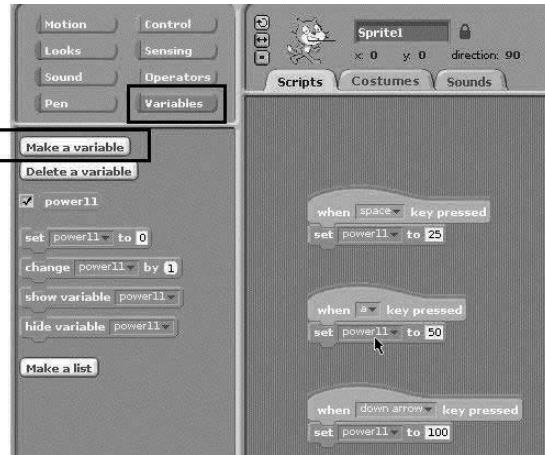 Motion Control
Looks Sensing
Sound Operators
Pen Variables
Make a variable
Delete a variable
power11
set power11 to 0
change power11 by 1
show variable power11
hide variable power11
Make a list
Sprite1
x: 0 y: 0 direction: 90
Scripts Costumes Sounds
when space key pressed
set power11 to 25
when a key pressed
set power11 to 50
when down arrow key pressed
set power11 to 100